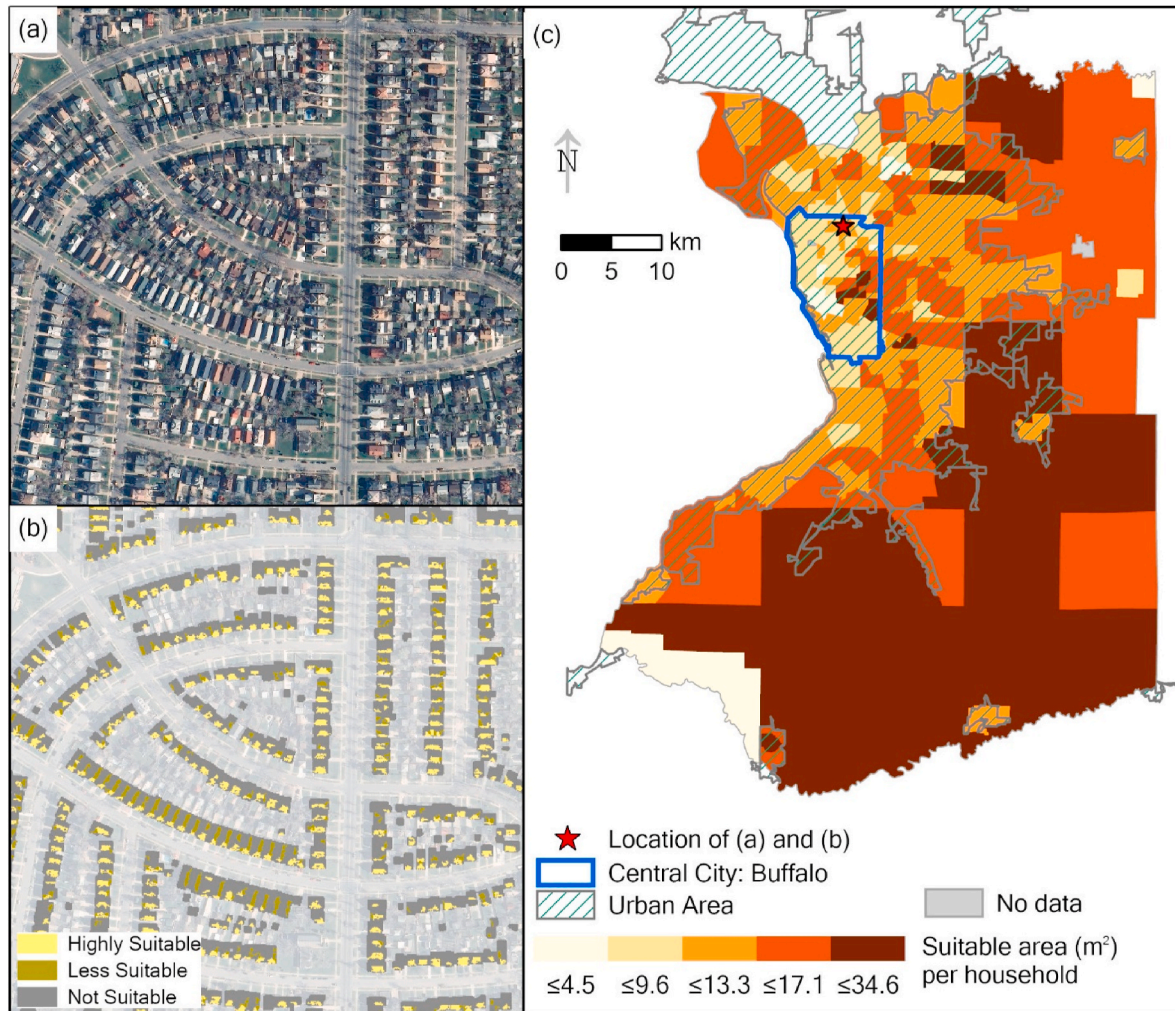 (a)
(b)
Highly Suitable
Less Suitable
Not Suitable
(c)
N
km
0 5 10
Location of (a) and (b)
Central City: Buffalo
Urban Area
No data
Suitable area (m²)
per household
≤4.5 ≤9.6 ≤13.3 ≤17.1 ≤34.6